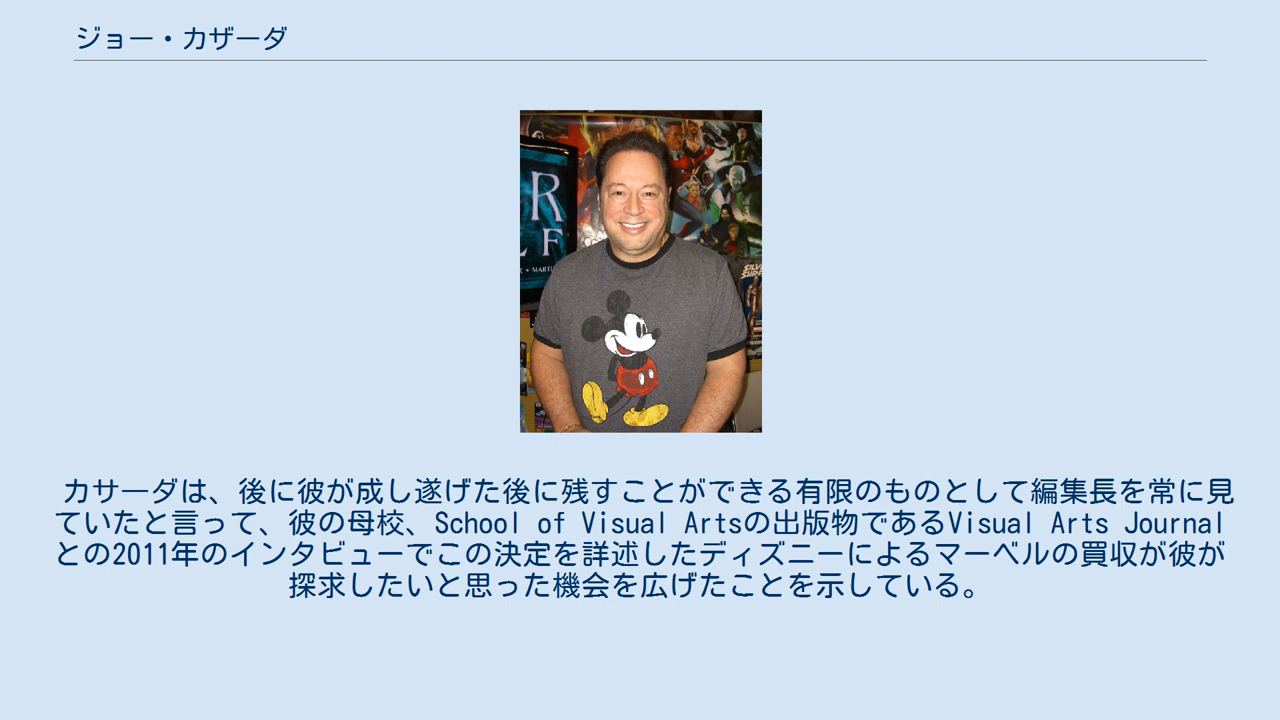 ジョー・カザーダ
R
L F
R • MART
SILVE
SURF
カサーダは、後に彼が成し遂げた後に残すことができる有限のものとして編集長を常に見
ていたと言って、彼の母校、School of Visual Artsの出版物であるVisual Arts Journal
との2011年のインタビューでこの決定を詳述したディズニーによるマーベルの買収が彼が
探求したいと思った機会を広げたことを示している。